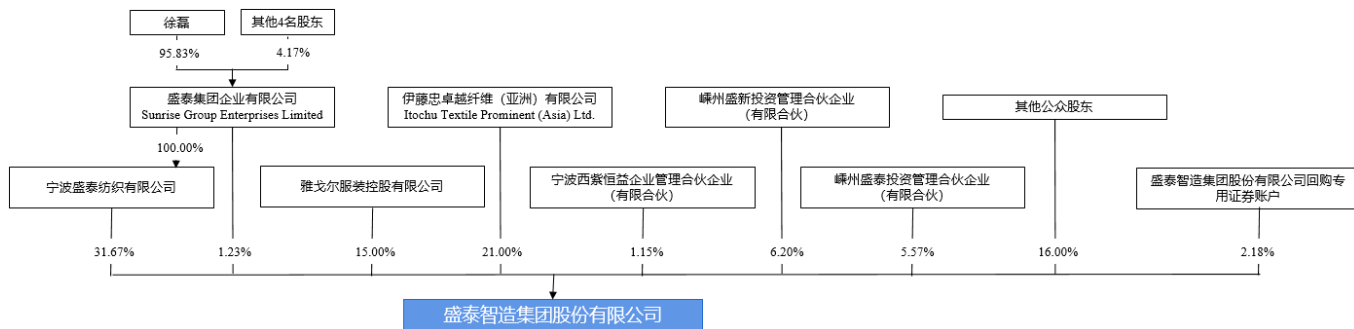 徐磊
其他4名股东
95.83%
4.17%
盛泰集团企业有限公司
Sunrise Group Enterprises Limited
伊藤忠卓越纤维（亚洲）有限公司
Itochu Textile Prominent (Asia) Ltd.
嵊州盛新投资管理合伙企业
（有限合伙）
其他公众股东
100.00%
宁波盛泰纺织有限公司
雅戈尔服装控股有限公司
宁波西紫恒益企业管理合伙企业
（有限合伙）
嵊州盛泰投资管理合伙企业
（有限合伙）
盛泰智造集团股份有限公司回购专
用证券账户
31.67%
1.23%
15.00%
21.00%
1.15%
6.20%
5.57%
16.00%
2.18%
盛泰智造集团股份有限公司